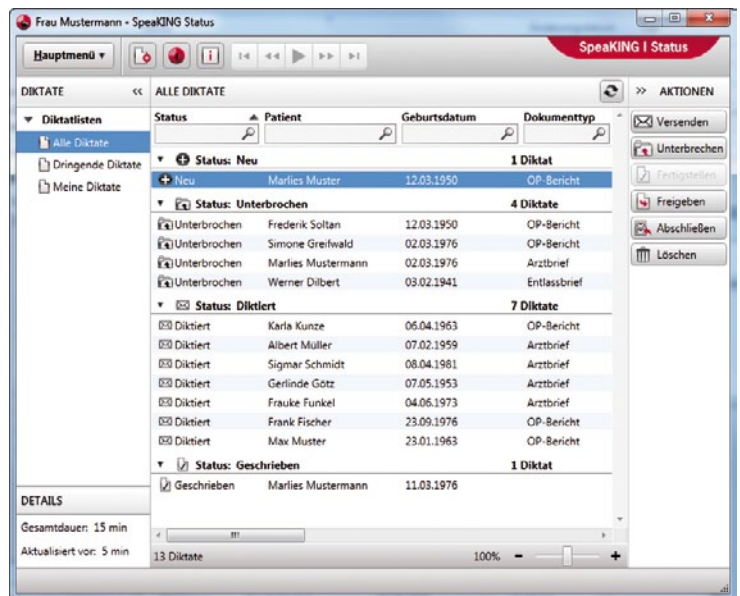 Frau Mustermann - SpeaKING Status
Hauptmenü
SpeaKING | Status
DIKTATE
ALLE DIKTATE
AKTIONEN
Diktatlisten
Alle Diktate
Dringende Diktate
Meine Diktate
Status Patient Geburtsdatum Dokumenttyp
Status: Neu 1 Diktat
Neu Marlies Muster 12.03.1950 OP-Bericht
Status: Unterbrochen 4 Diktate
Unterbrochen Frederik Soltan 12.03.1950 OP-Bericht
Unterbrochen Simone Greifwald 02.03.1976 OP-Bericht
Unterbrochen Marlies Mustermann 02.03.1976 Arztbrief
Unterbrochen Werner Dilbert 03.02.1941 Entlassbrief
Status: Diktiert 7 Diktate
Diktiert Karla Kunze 06.04.1963 OP-Bericht
Diktiert Albert Müller 07.02.1959 Arztbrief
Diktiert Sigmar Schmidt 08.04.1981 Arztbrief
Diktiert Gerlinde Götz 07.05.1953 Arztbrief
Diktiert Frauke Funkel 04.06.1973 Arztbrief
Diktiert Frank Fischer 23.09.1976 OP-Bericht
Diktiert Max Muster 23.01.1963 OP-Bericht
Status: Geschrieben 1 Diktat
Geschrieben Marlies Mustermann 11.03.1976
Versenden
Unterbrechen
Fertigstellen
Freigeben
Abschließen
Löschen
DETAILS
Gesamtdauer: 15 min
Aktualisiert vor: 5 min
13 Diktate 100%